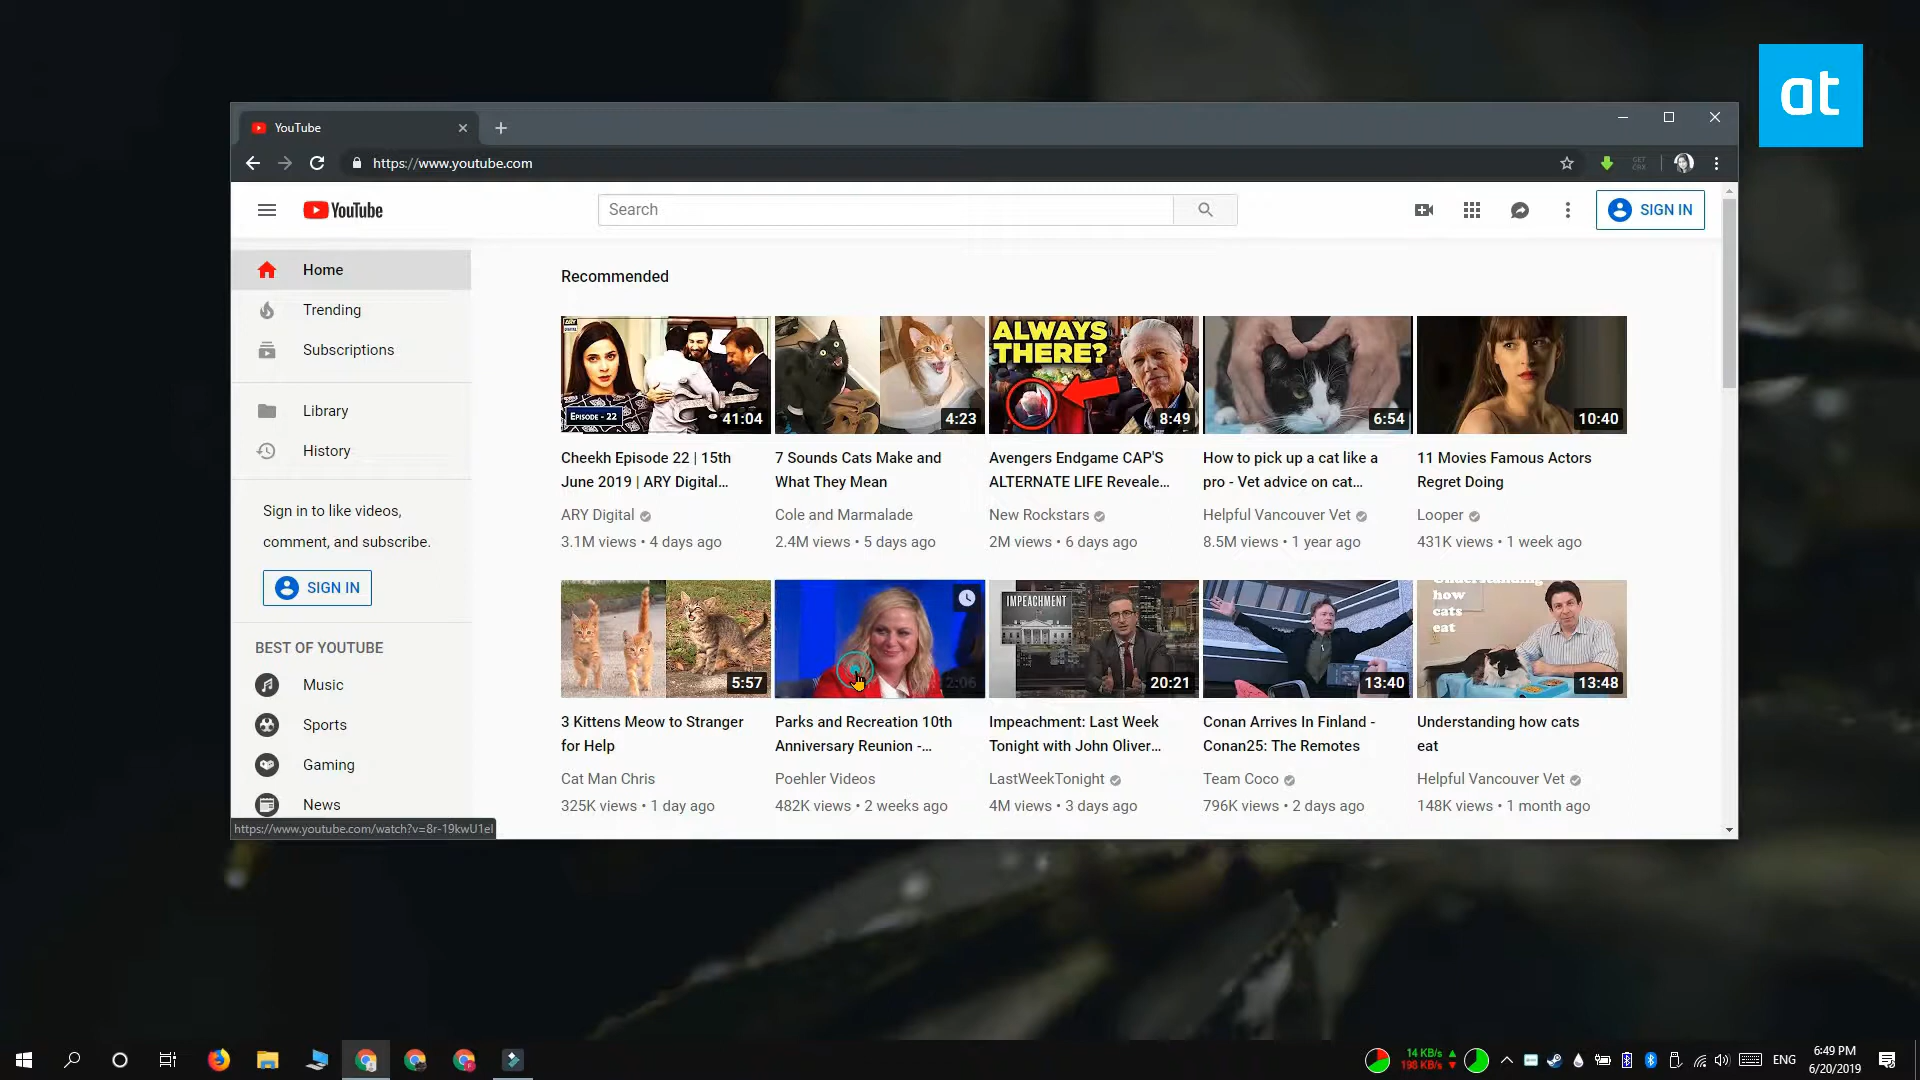 at
YouTube
https://www.youtube.com
GET
CRX
YouTube
Search
SIGN IN
Home
Trending
Subscriptions
Library
History
Sign in to like videos,
comment, and subscribe.
SIGN IN
BEST OF YOUTUBE
Music
Sports
Gaming
News
https://www.youtube.com/watch?v=8r-19kwU1eI
Recommended
EPISODE - 22
41:04
4:23
ALWAYS
THERE?
8:49
6:54
10:40
Cheekh Episode 22 | 15th
June 2019 | ARY Digital...
ARY Digital
3.1M views • 4 days ago
7 Sounds Cats Make and
What They Mean
Cole and Marmalade
2.4M views • 5 days ago
Avengers Endgame CAP'S
ALTERNATE LIFE Reveale...
New Rockstars
2M views • 6 days ago
How to pick up a cat like a
pro - Vet advice on cat...
Helpful Vancouver Vet
8.5M views • 1 year ago
11 Movies Famous Actors
Regret Doing
Looper
431K views • 1 week ago
5:57
2:06
IMPEACHMENT
20:21
13:40
Understanding
how
cats
eat
13:48
3 Kittens Meow to Stranger
for Help
Cat Man Chris
325K views • 1 day ago
Parks and Recreation 10th
Anniversary Reunion -...
Poehler Videos
482K views • 2 weeks ago
Impeachment: Last Week
Tonight with John Oliver...
LastWeekTonight
4M views • 3 days ago
Conan Arrives In Finland -
Conan25: The Remotes
Team Coco
796K views • 2 days ago
Understanding how cats
eat
Helpful Vancouver Vet
148K views • 1 month ago
14 KB/s
198 KB/s
ENG
6:49 PM
6/20/2019